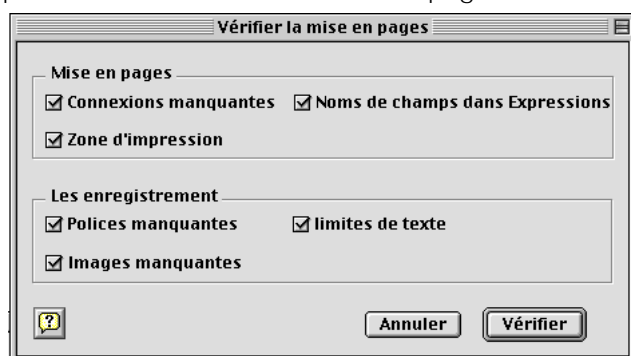 Vérifier la mise en pages
Mise en pages
Connexions manquantes Noms de champs dans Expressions
Zone d'impression
Les enregistrement
Polices manquantes limites de texte
Images manquantes
? Annuler Vérifier